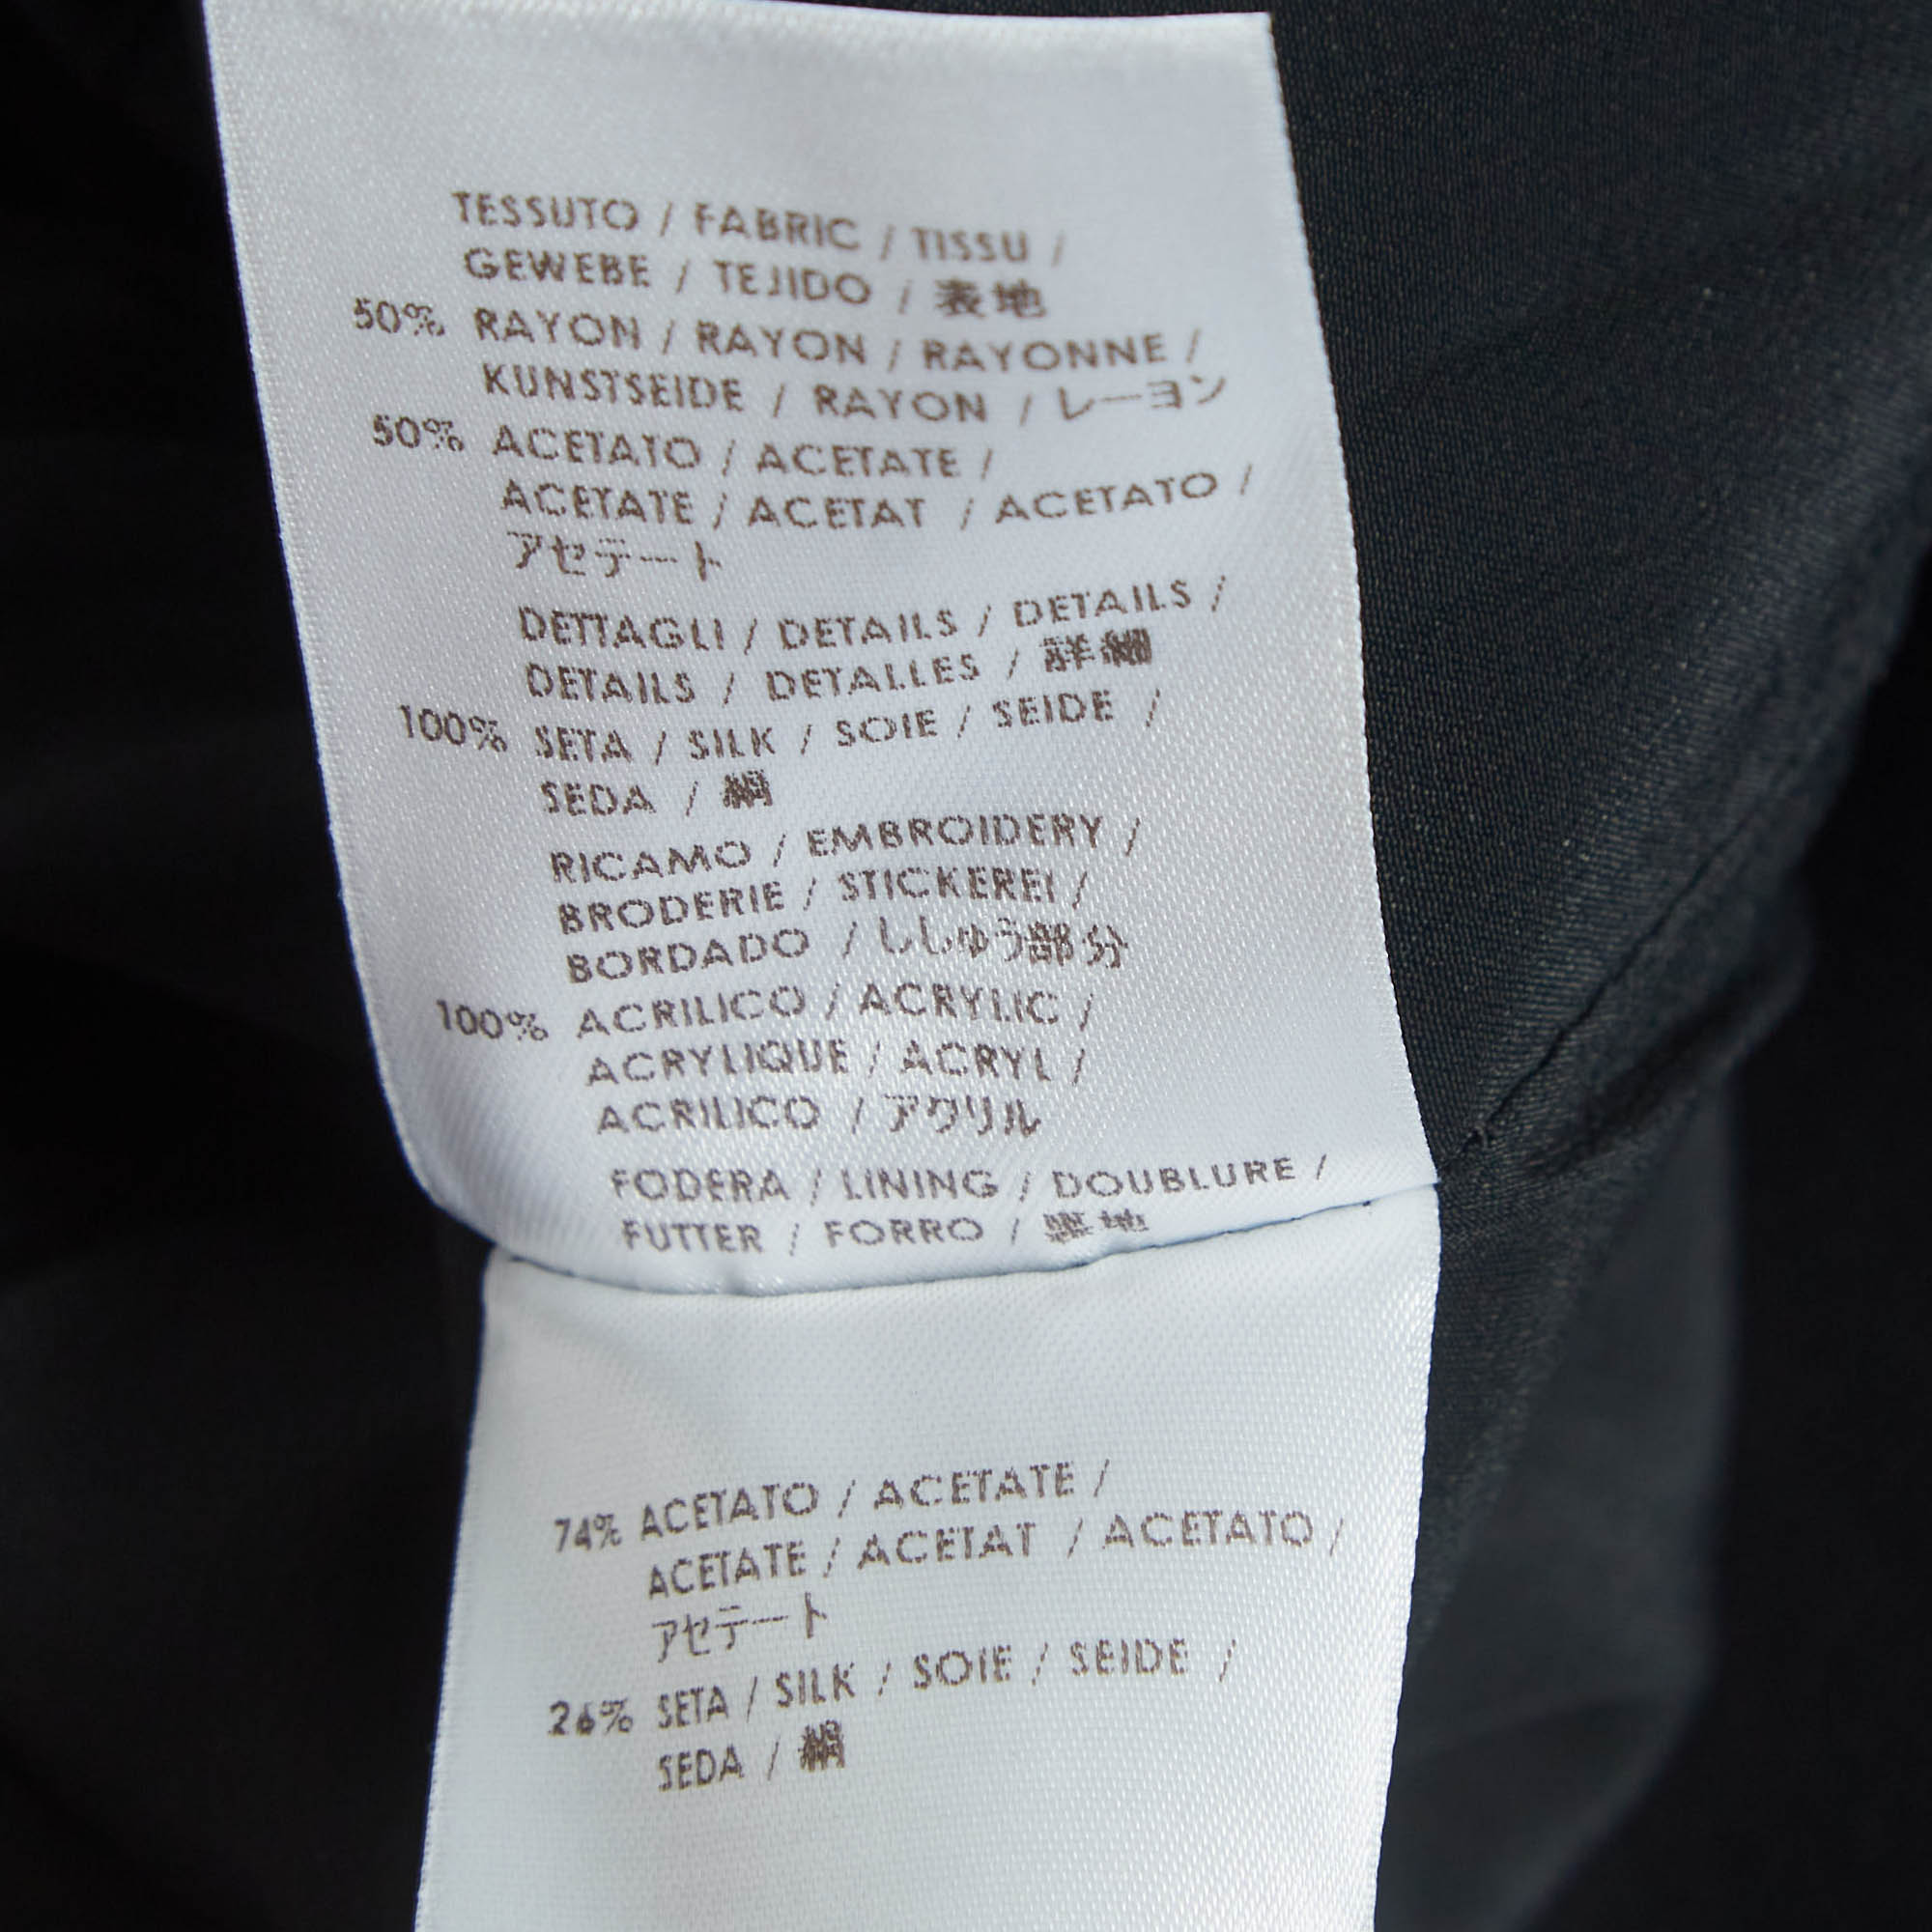 TESSUTO / FABRIC / TISSU /
GEWEBE / TEJIDO / 表地
50% RAYON / RAYON / RAYONNE /
KUNSTSEIDE / RAYON / レーヨン
50% ACETATO / ACETATE /
ACETATE / ACETAT / ACETATO /
アセテート
DETTAGLI / DETAILS / DETAILS /
DETAILS / DETALLES / 詳細
100% SETA / SILK / SOIE / SEIDE /
SEDA / 絹
RICAMO / EMBROIDERY /
BRODERIE / STICKEREI /
BORDADO / ししゅう部分
100% ACRILICO / ACRYLIC /
ACRYLIQUE / ACRYL /
ACRILICO / アクリル
FODERA / LINING / DOUBLURE /
FUTTER / FORRO / 裏地
74% ACETATO / ACETATE /
ACETATE / ACETAT / ACETATO /
アセテート
26% SETA / SILK / SOIE / SEIDE /
SEDA / 絹